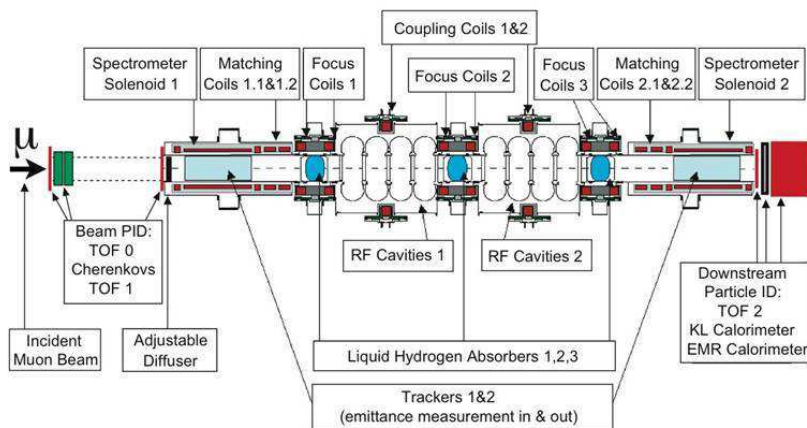 Coupling Coils 1&2
Spectrometer
Solenoid 1
Matching
Coils 1.1&1.2
Focus
Coils 1
Focus Coils 2
Focus
Coils 3
Matching
Coils 2.1&2.2
Spectrometer
Solenoid 2
μ
Beam PID:
TOF 0
Cherenkovs
TOF 1
RF Cavities 1
RF Cavities 2
Downstream
Particle ID:
TOF 2
KL Calorimeter
EMR Calorimeter
Incident
Muon Beam
Adjustable
Diffuser
Liquid Hydrogen Absorbers 1,2,3
Trackers 1&2
(emittance measurement in & out)